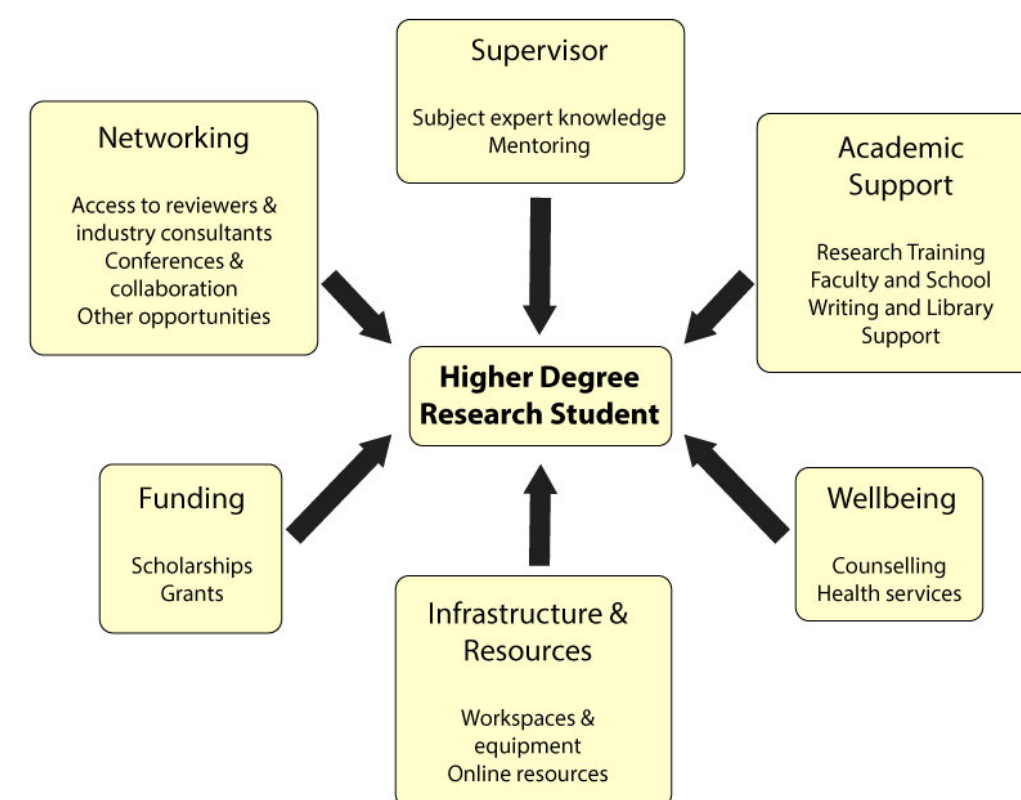 Supervisor
Subject expert knowledge
Mentoring
Networking
Access to reviewers &
industry consultants
Conferences &
collaboration
Other opportunities
Academic
Support
Research Training
Faculty and School
Writing and Library
Support
Higher Degree
Research Student
Funding
Scholarships
Grants
Wellbeing
Counselling
Health services
Infrastructure &
Resources
Workspaces &
equipment
Online resources